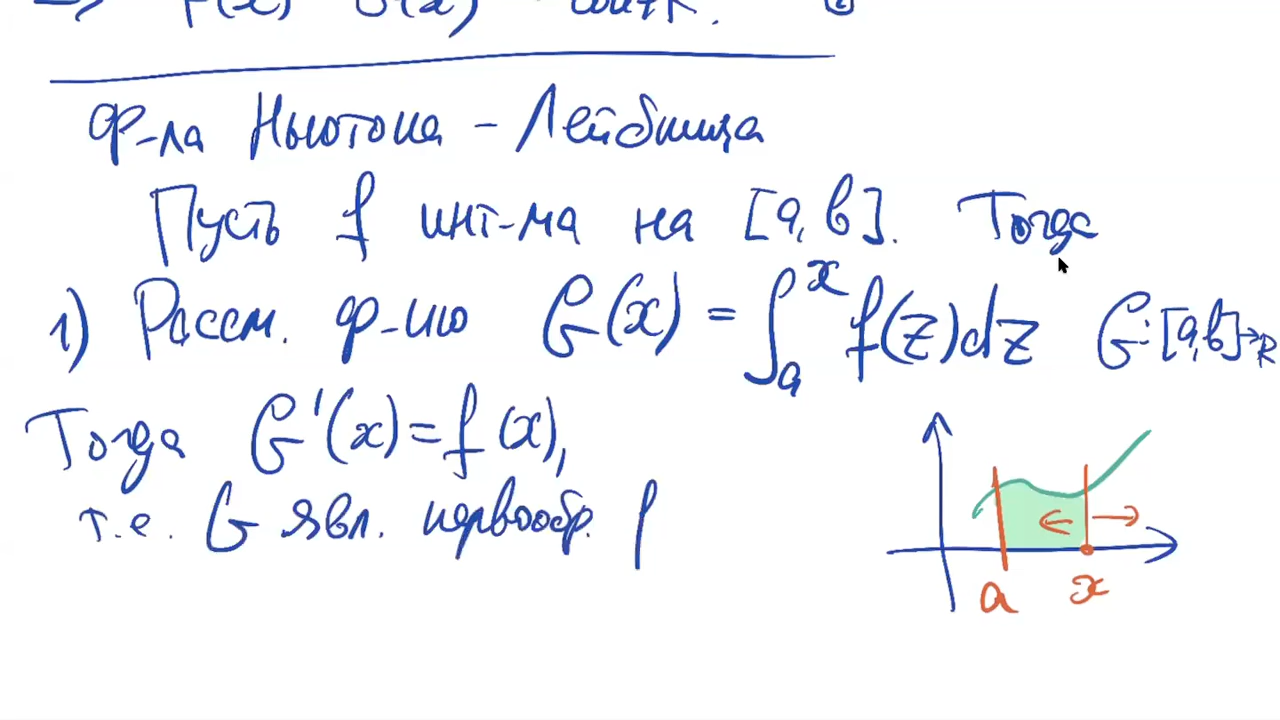 Ф-ла Ньютона - Лейбница
Пусть f инт-ма на [a, b]. Тогда
1) Рассм. ф-ию G(x) = ∫ₐˣ f(z)dz G: [a, b] → R
Тогда G'(x) = f(x),
т.е. G явл. первообр. f
a x